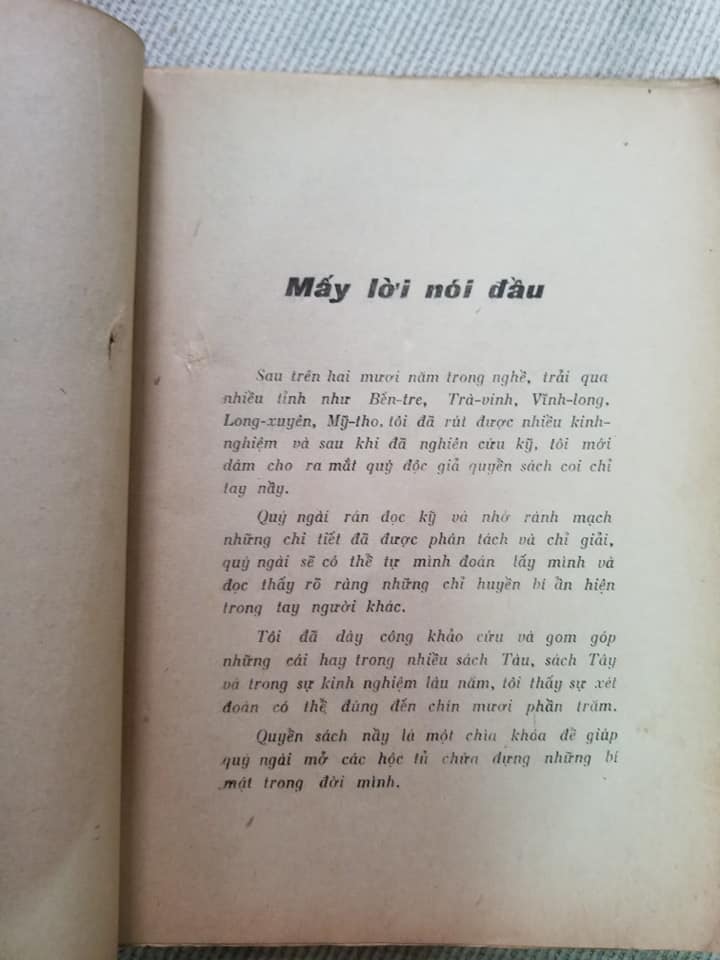 Mấy lời nói đầu
Sau trên hai mươi năm trong nghề, trải qua
nhiều tỉnh như Bến-tre, Trà-vinh, Vĩnh-long,
Long-xuyên, Mỹ-tho, tôi đã rút được nhiều kinh-
nghiệm và sau khi đã nghiên cứu kỹ, tôi mới
dám cho ra mắt quý độc giả quyển sách coi chỉ
tay nầy.
Quý ngài rán đọc kỹ và nhớ rành mạch
những chi tiết đã được phân tách và chỉ giải,
quý ngài sẽ có thể tự mình đoán lấy mình và
đọc thấy rõ ràng những chỉ huyền bí ẩn hiện
trong tay người khác.
Tôi đã dày công khảo cứu và gom góp
những cái hay trong nhiều sách Tàu, sách Tây
và trong sự kinh nghiệm lâu năm, tôi thấy sự xét
đoán có thể đúng đến chín mươi phần trăm.
Quyển sách nầy là một chìa khóa để giúp
quý ngài mở các hộc tủ chứa đựng những bí
mật trong đời mình.